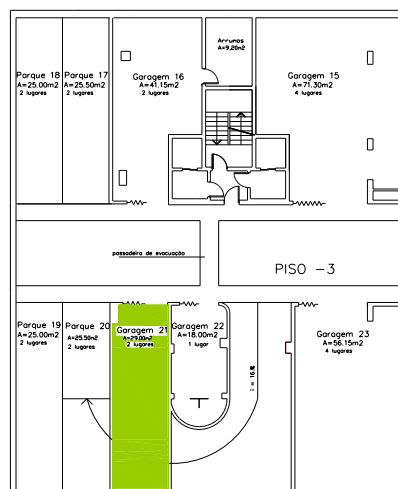 Arrumos
A=9.20m2
Parque 18
A=25.00m2
2 lugares
Parque 17
A=25.50m2
2 lugares
Garagem 16
A=41.15m2
2 lugares
Garagem 15
A=71.30m2
4 lugares
passadeira de evacuação
PISO -3
Parque 19
A=25.00m2
2 lugares
Parque 20
A=25.50m2
2 lugares
Garagem 21
A=29.00m2
2 lugares
Garagem 22
A=18.00m2
1 lugar
Garagem 23
A=56.15m2
4 lugares
i = 16%